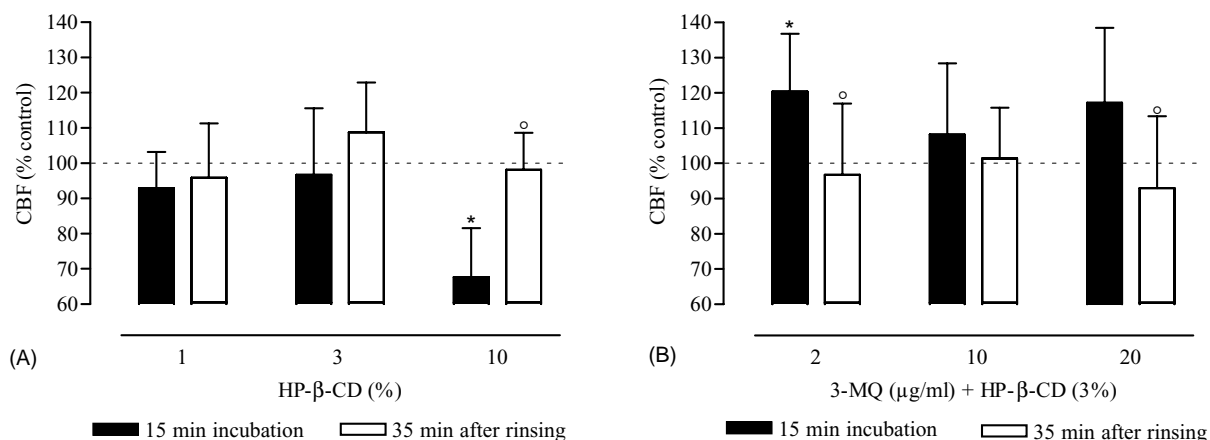 140
130
120
110
100
90
80
70
60
CBF (% control)
*
○
1 3 10
(A)
HP-β-CD (%)
15 min incubation 35 min after rinsing
140
130
120
110
100
90
80
70
60
CBF (% control)
*
○
○
2 10 20
(B)
3-MQ (µg/ml) + HP-β-CD (3%)
15 min incubation 35 min after rinsing